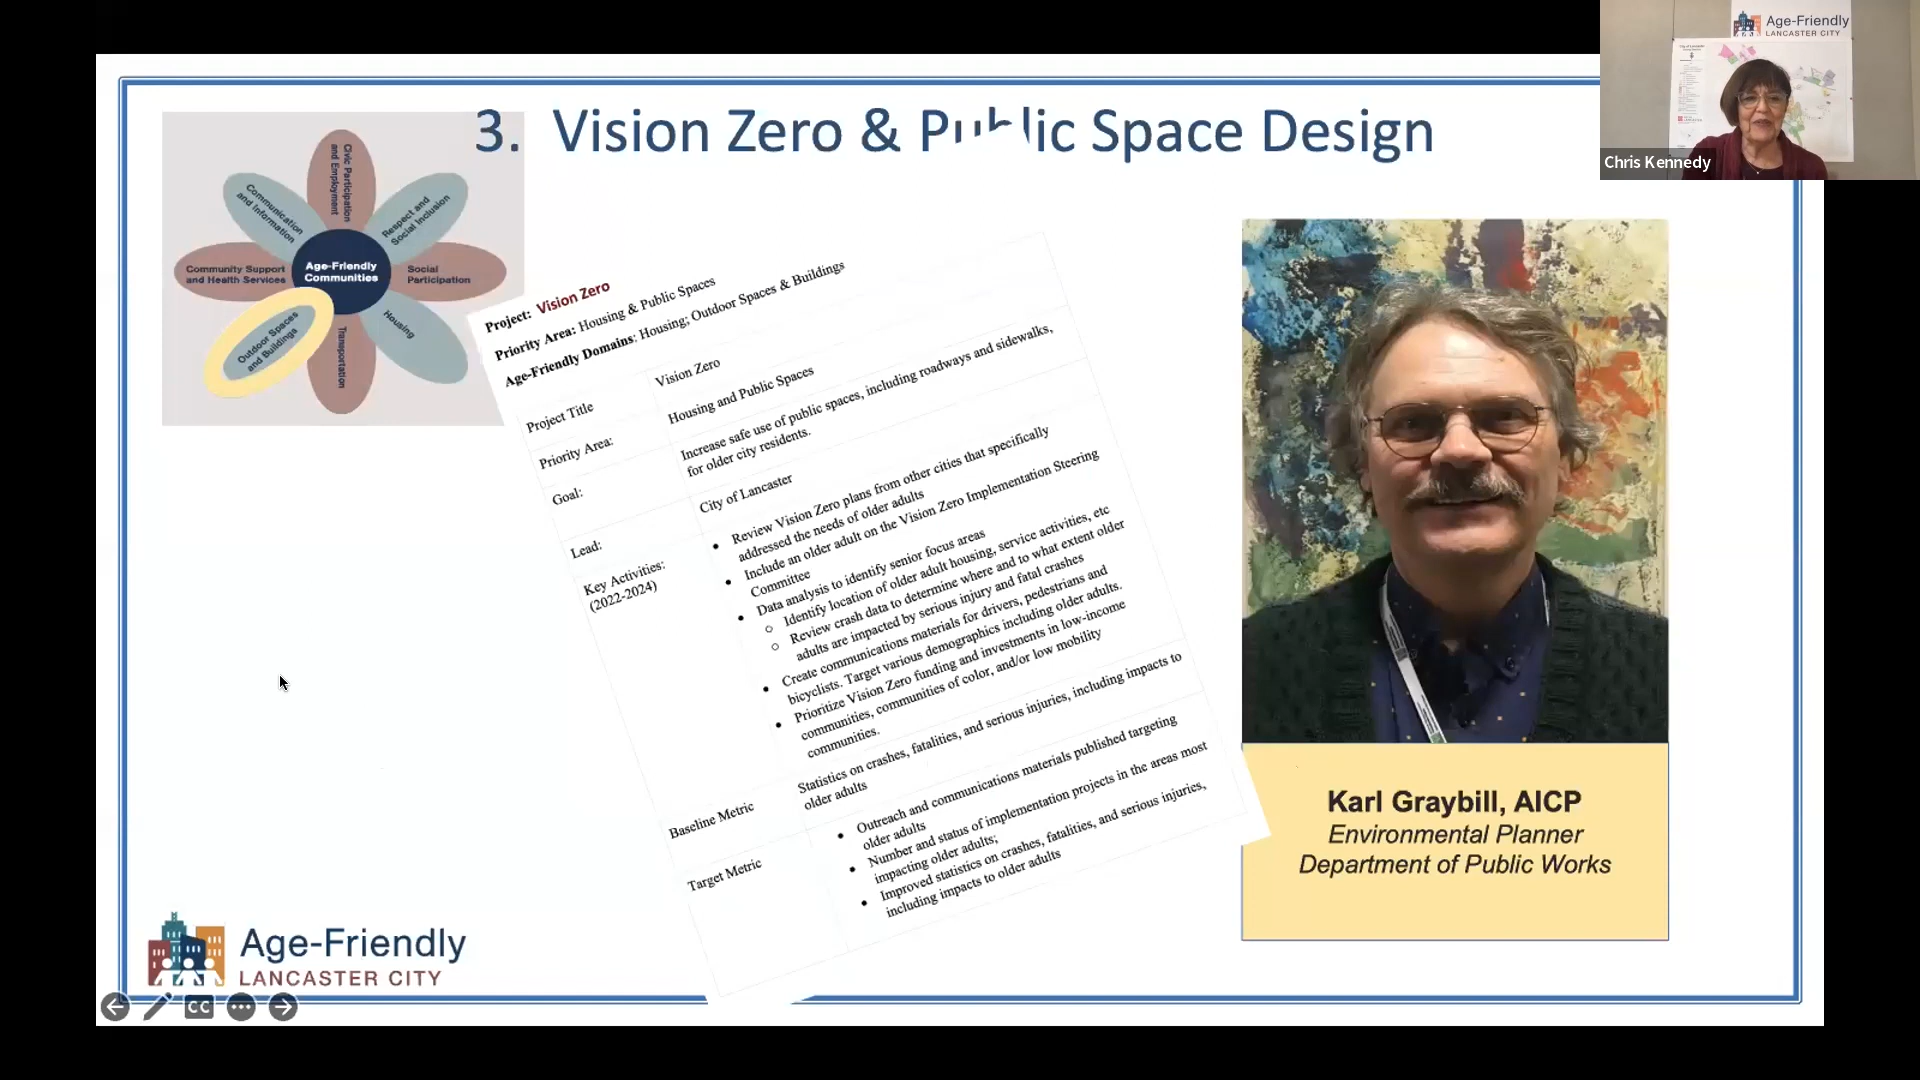 3. Vision Zero & Public Space Design
Age-Friendly
LANCASTER CITY
Chris Kennedy
Civic Participation
and Employment
Communication
and Information
Respect and
Social Inclusion
Community Support
and Health Services
Age-Friendly
Communities
Social
Participation
Outdoor Spaces
and Buildings
Transportation
Housing
Project: Vision Zero
Priority Area: Housing & Public Spaces
Age-Friendly Domains: Housing; Outdoor Spaces & Buildings
Project Title
Vision Zero
Priority Area:
Housing and Public Spaces
Goal:
Increase safe use of public spaces, including roadways and sidewalks,
for older city residents.
Lead:
City of Lancaster
Key Activities:
(2022-2024)
• Review Vision Zero plans from other cities that specifically
addressed the needs of older adults
• Include an older adult on the Vision Zero Implementation Steering
Committee
• Data analysis to identify senior focus areas
o Identify location of older adult housing, service activities, etc
o Review crash data to determine where and to what extent older
adults are impacted by serious injury and fatal crashes
• Create communications materials for drivers, pedestrians and
bicyclists. Target various demographics including older adults.
• Prioritize Vision Zero funding and investments in low-income
communities, communities of color, and/or low mobility
communities.
Baseline Metric
Statistics on crashes, fatalities, and serious injuries, including impacts to
older adults
Target Metric
• Outreach and communications materials published targeting
older adults
• Number and status of implementation projects in the areas most
impacting older adults;
• Improved statistics on crashes, fatalities, and serious injuries,
including impacts to older adults
Karl Graybill, AICP
Environmental Planner
Department of Public Works
Age-Friendly
LANCASTER CITY
CC